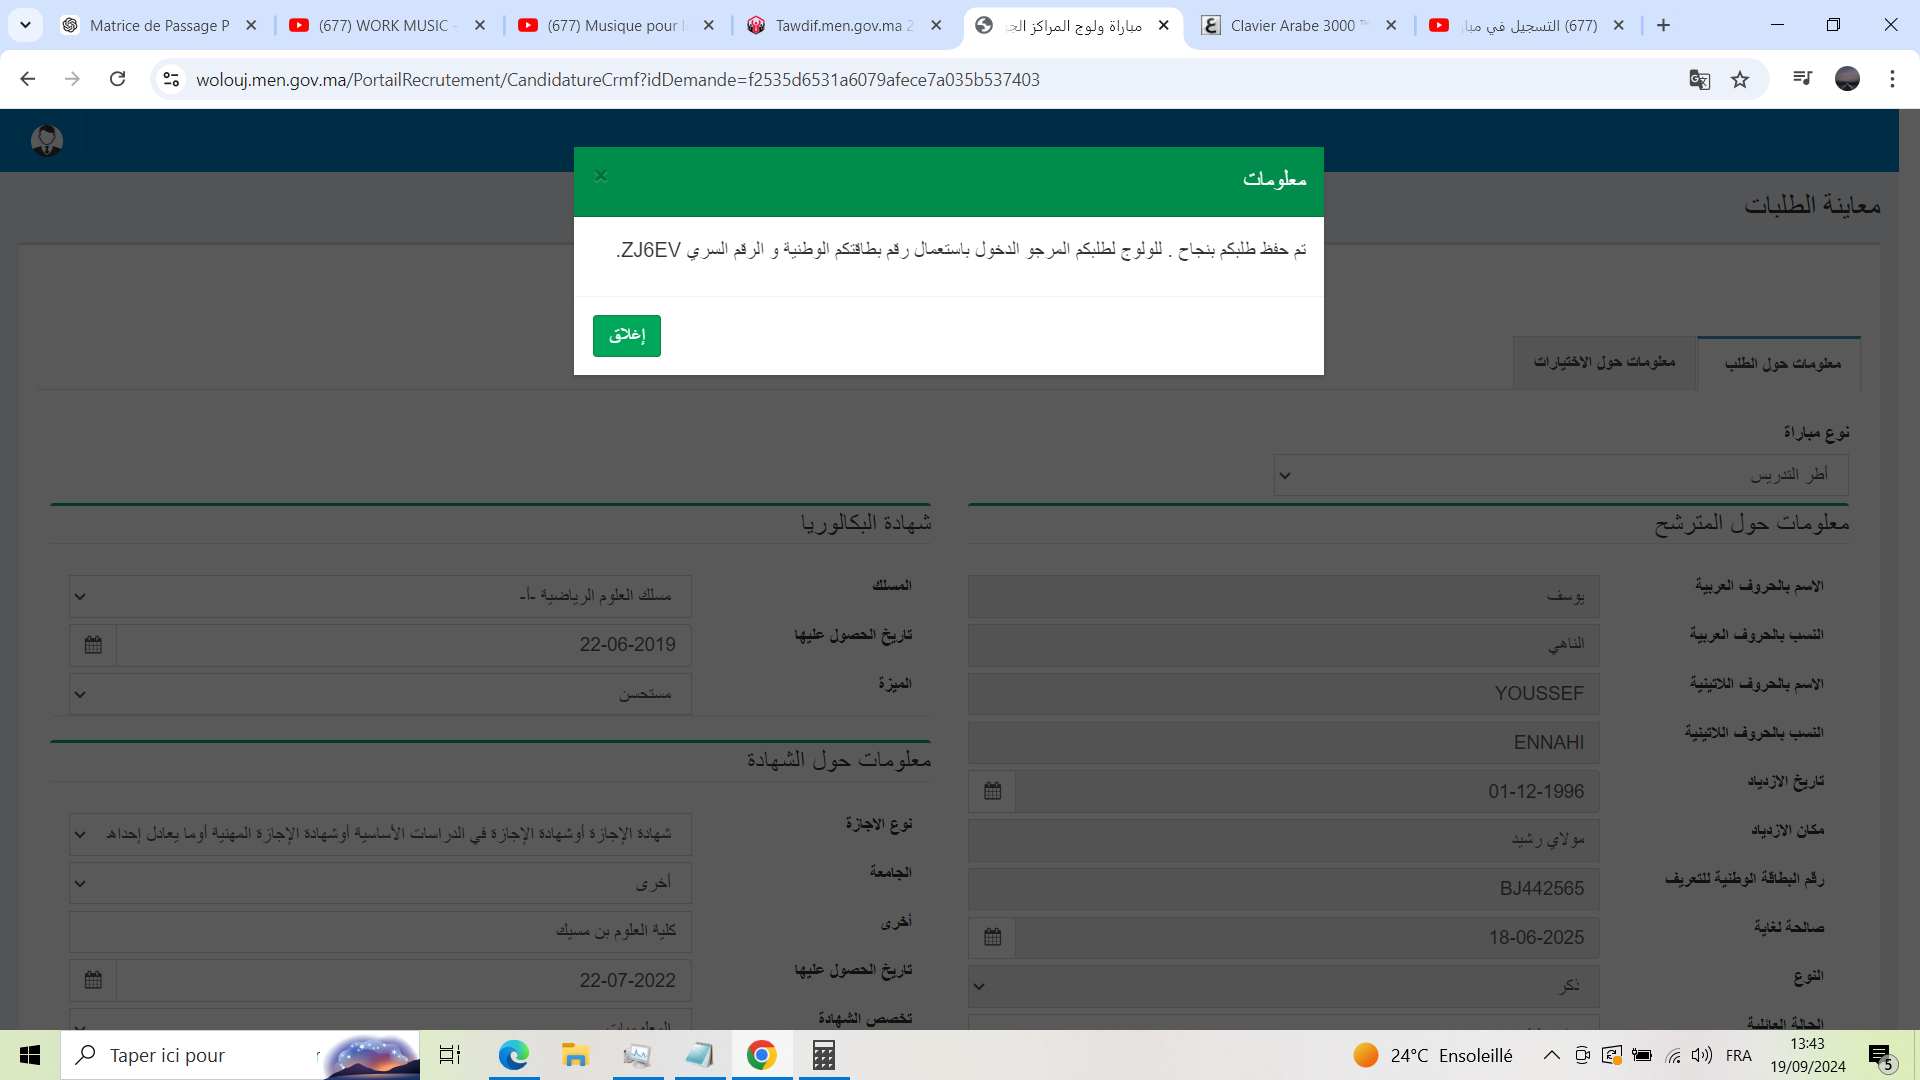 Matrice de Passage P
(677) WORK MUSIC -
(677) Musique pour l
Tawdif.men.gov.ma 2
مباراة ولوج المراكز الج
Clavier Arabe 3000 ™
(677) التسجيل في مبار
wolouj.men.gov.ma/PortailRecrutement/CandidatureCrmf?idDemande=f2535d6531a6079afece7a035b537403
معلومات
×
تم حفظ طلبكم بنجاح . للولوج لطلبكم المرجو الدخول باستعمال رقم بطاقتكم الوطنية و الرقم السري ZJ6EV.
إغلاق
معاينة الطلبات
معلومات حول الطلب
معلومات حول الاختيارات
نوع مباراة
أطر التدريس
معلومات حول المترشح
الاسم بالحروف العربية
يوسف
النسب بالحروف العربية
الناهي
الاسم بالحروف اللاتينية
YOUSSEF
النسب بالحروف اللاتينية
ENNAHI
تاريخ الازدياد
01-12-1996
مكان الازدياد
مولاي رشيد
رقم البطاقة الوطنية للتعريف
BJ442565
صالحة لغاية
18-06-2025
النوع
ذكر
الحالة العائلية
شهادة البكالوريا
المسلك
مسلك العلوم الرياضية -أ-
تاريخ الحصول عليها
22-06-2019
الميزة
مستحسن
معلومات حول الشهادة
نوع الاجازة
شهادة الإجازة أوشهادة الإجازة في الدراسات الأساسية أوشهادة الإجازة المهنية أوما يعادل إحداه
الجامعة
أخرى
أخرى
كلية العلوم بن مسيك
تاريخ الحصول عليها
22-07-2022
تخصص الشهادة
المعلوميات
Taper ici pour
24°C Ensoleillé
FRA
13:43
19/09/2024
5